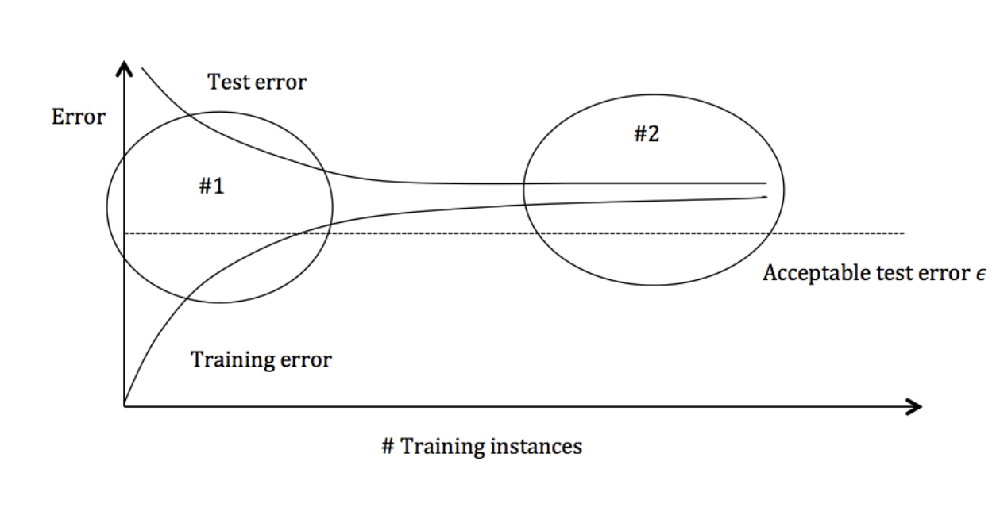 Test error
Error
#2
#1
Acceptable test error ϵ
Training error
# Training instances